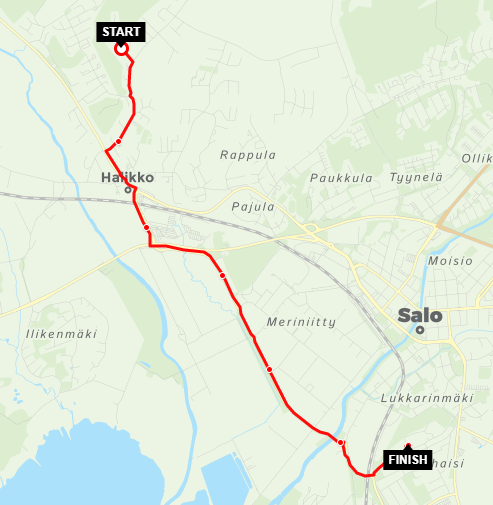 START
Rappula
Ollik
Halikko
Paukkula
Tyynelä
Pajula
Moisio
Salo
Meriniitty
Ilikenmäki
Lukkarinmäki
FINISH
haisi